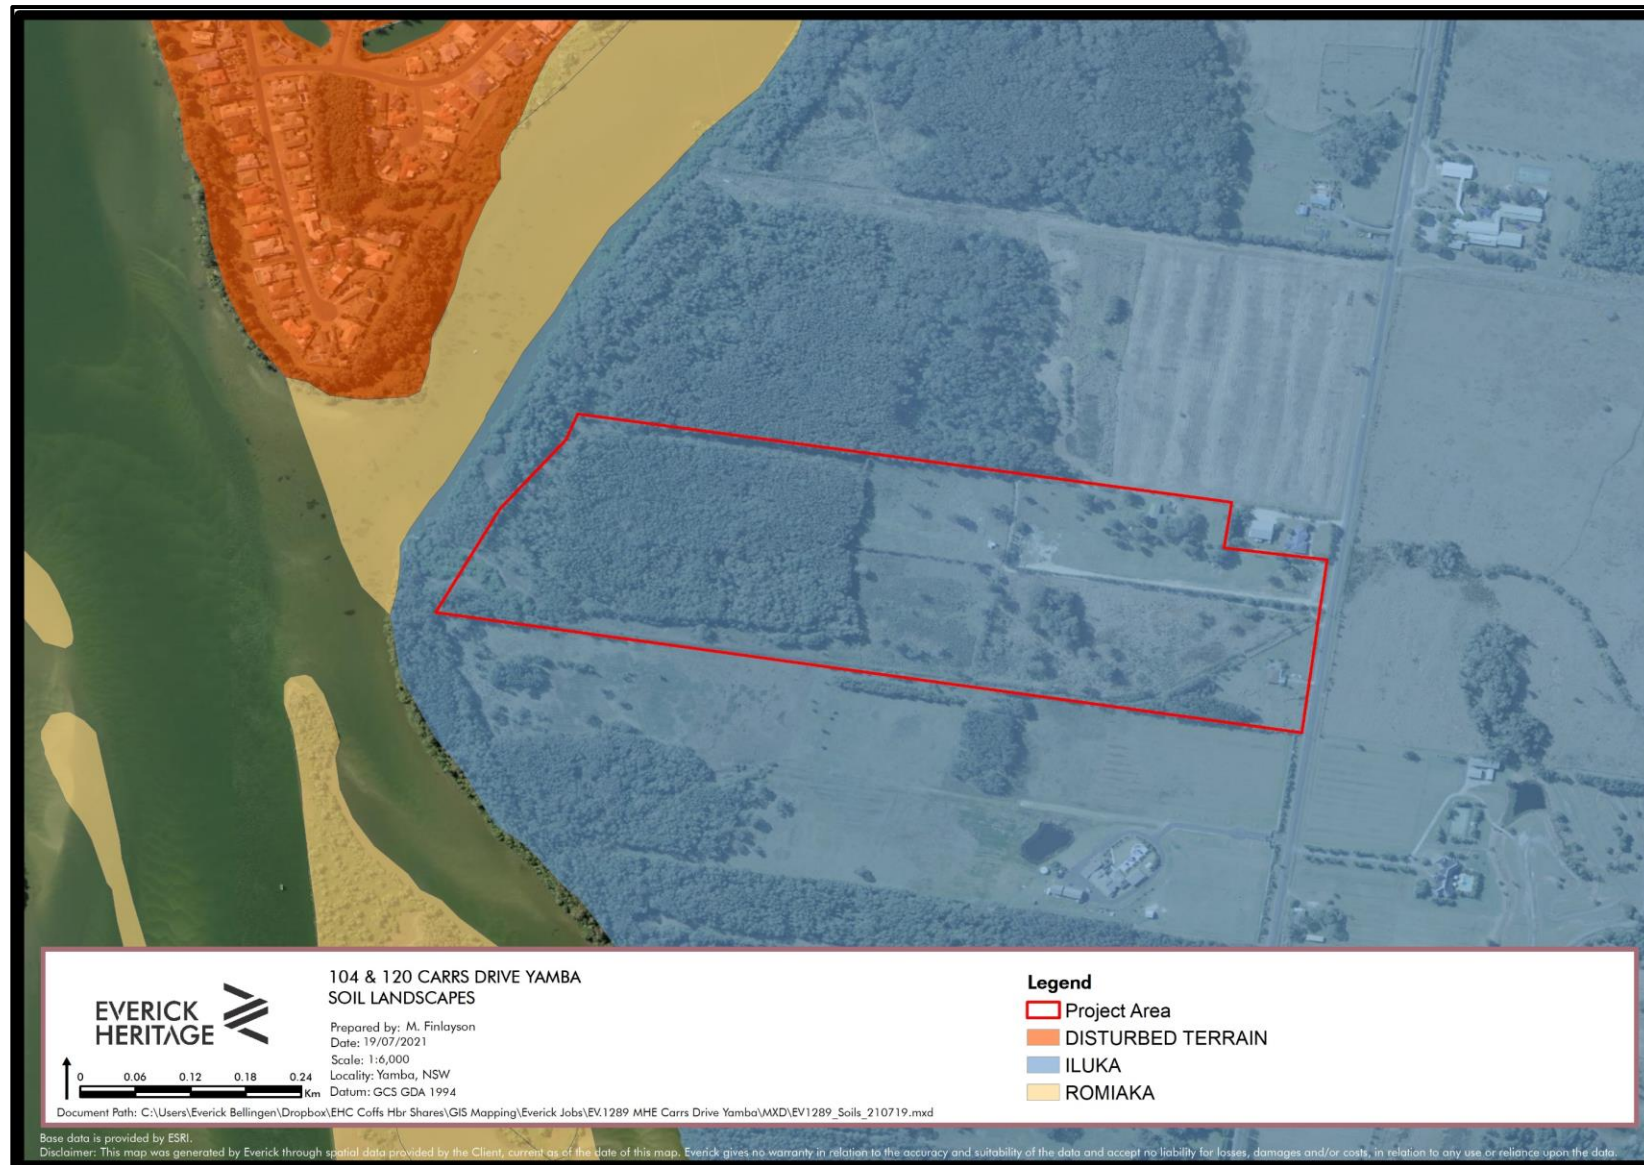 104 & 120 CARRS DRIVE YAMBA
SOIL LANDSCAPES
EVERICK
HERITAGE
Prepared by: M. Finlayson
Date: 19/07/2021
Scale: 1:6,000
Locality: Yamba, NSW
Datum: GCS GDA 1994
0 0.06 0.12 0.18 0.24
Km
Document Path: C:\Users\Everick Bellingen\Dropbox\EHC Coffs Hbr Shares\GIS Mapping\Everick Jobs\EV.1289 MHE Carrs Drive Yamba\MXD\EV1289_Soils_210719.mxd
Legend
Project Area
DISTURBED TERRAIN
ILUKA
ROMIAKA
Base data is provided by ESRI.
Disclaimer: This map was generated by Everick through spatial data provided by the Client, current as of the date of this map. Everick gives no warranty in relation to the accuracy and suitability of the data and accept no liability for losses, damages and/or costs, in relation to any use or reliance upon the data.